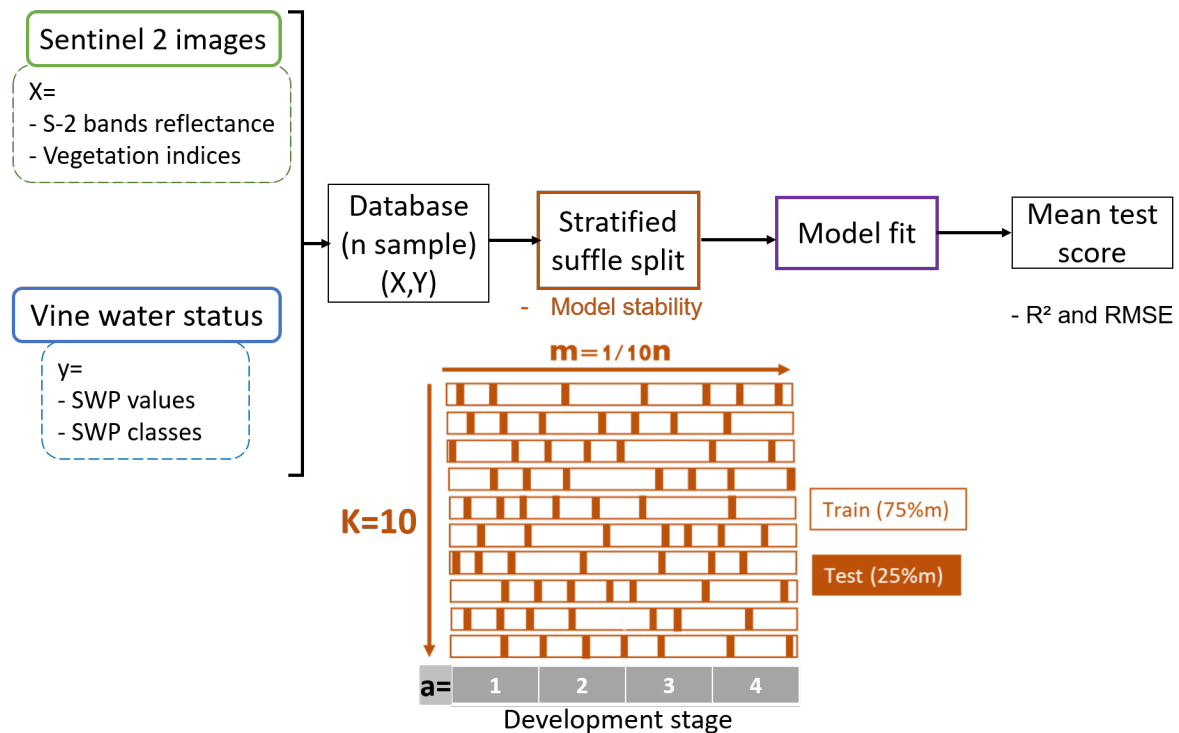 Sentinel 2 images
X=
- S-2 bands reflectance
- Vegetation indices
Vine water status
y=
- SWP values
- SWP classes
Database
(n sample)
(X,Y)
Stratified
suffle split
- Model stability
Model fit
Mean test
score
- R² and RMSE
m=1/10n
K=10
Train (75%m)
Test (25%m)
a= 1 2 3 4
Development stage